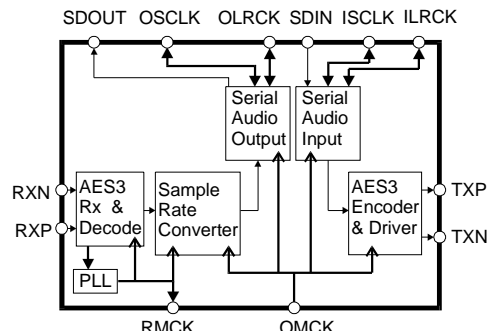 SDOUT OSCLK OLRCK SDIN ISCLK ILRCK
Serial
Audio
Output
Serial
Audio
Input
RXN
RXP
AES3
Rx &
Decode
Sample
Rate
Converter
AES3
Encoder
& Driver
TXP
TXN
PLL
RMCK
OMCK